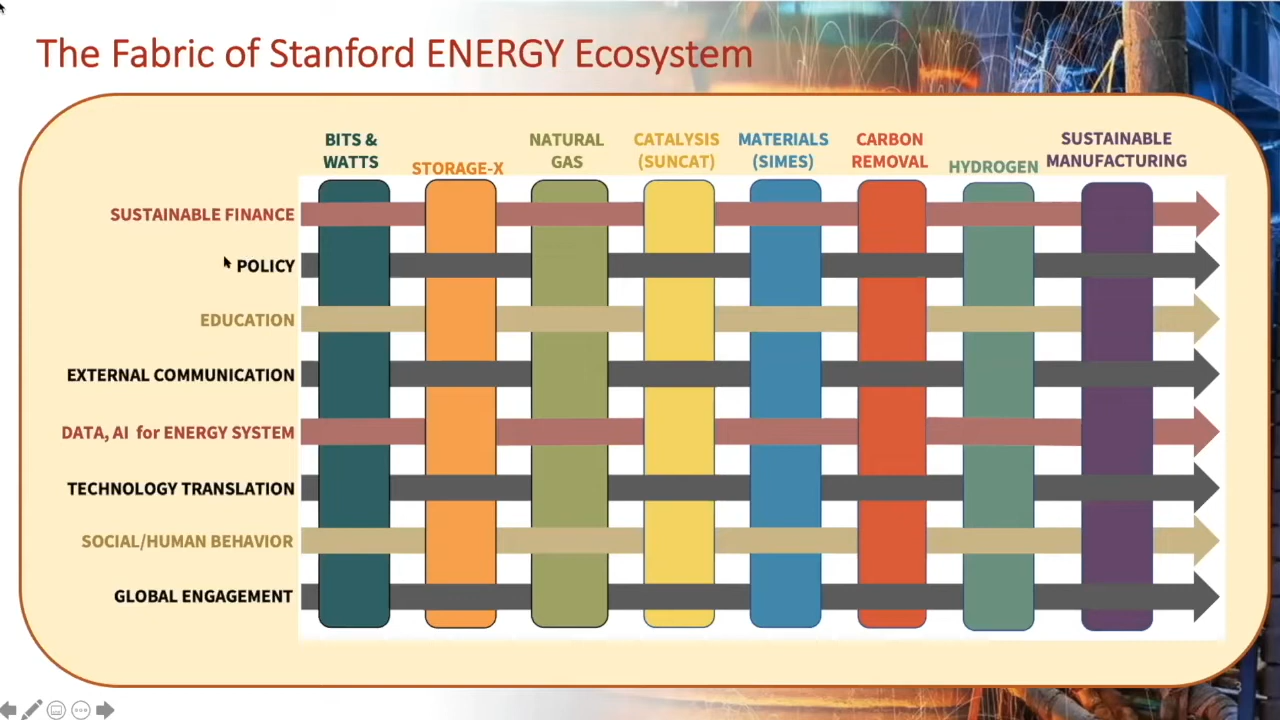 The Fabric of Stanford ENERGY Ecosystem
BITS &
WATTS
STORAGE-X
NATURAL
GAS
CATALYSIS
(SUNCAT)
MATERIALS
(SIMES)
CARBON
REMOVAL
HYDROGEN
SUSTAINABLE
MANUFACTURING
SUSTAINABLE FINANCE
POLICY
EDUCATION
EXTERNAL COMMUNICATION
DATA, AI for ENERGY SYSTEM
TECHNOLOGY TRANSLATION
SOCIAL/HUMAN BEHAVIOR
GLOBAL ENGAGEMENT
3